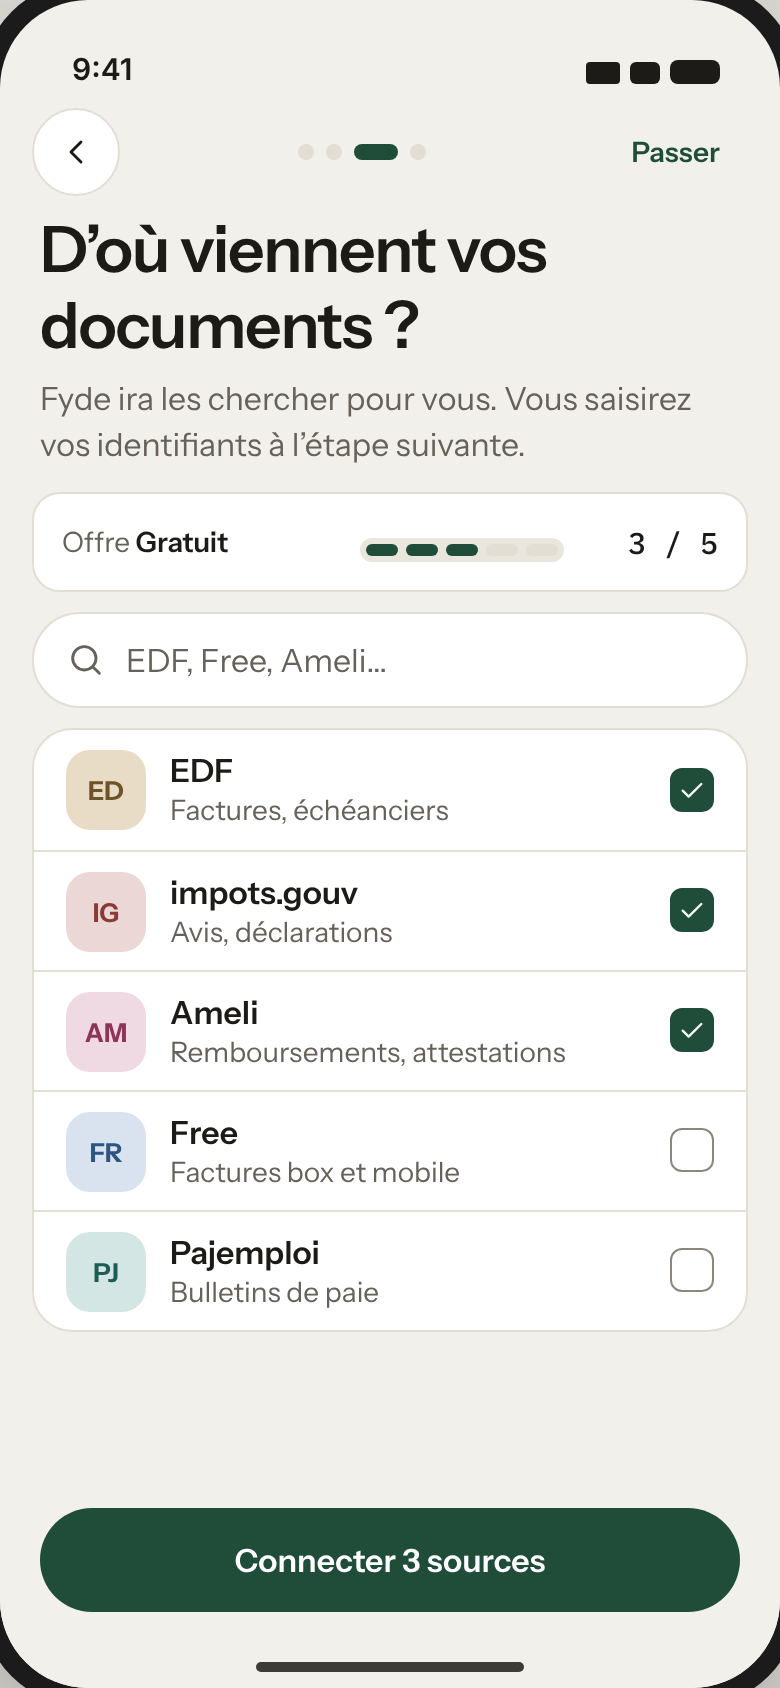 9:41
Passer
D’où viennent vos
documents ?
Fyde ira les chercher pour vous. Vous saisirez
vos identifiants à l’étape suivante.
Offre Gratuit 3 / 5
EDF, Free, Ameli...
ED
EDF
Factures, échéanciers
IG
impots.gouv
Avis, déclarations
AM
Ameli
Remboursements, attestations
FR
Free
Factures box et mobile
PJ
Pajemploi
Bulletins de paie
Connecter 3 sources